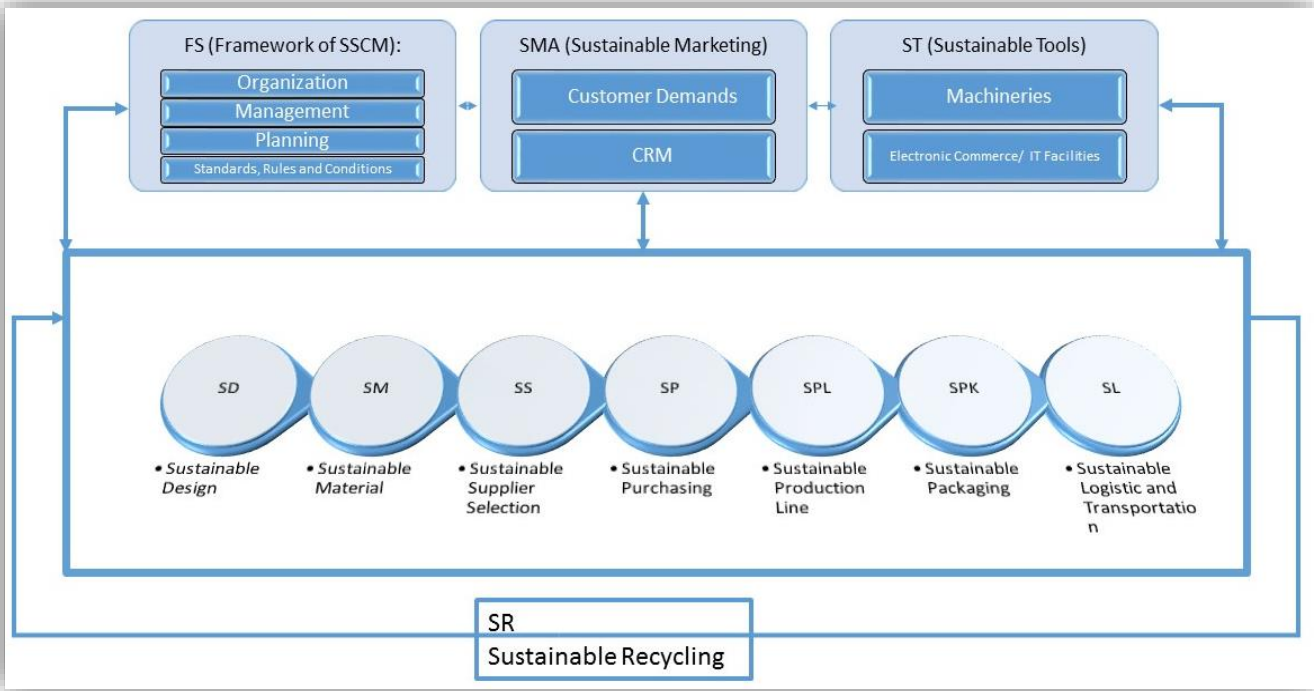 FS (Framework of SSCM):
Organization
Management
Planning
Standards, Rules and Conditions
SMA (Sustainable Marketing)
Customer Demands
CRM
ST (Sustainable Tools)
Machineries
Electronic Commerce/ IT Facilities
SD
SM
SS
SP
SPL
SPK
SL
• Sustainable
Design
• Sustainable
Material
• Sustainable
Supplier
Selection
• Sustainable
Purchasing
• Sustainable
Production
Line
• Sustainable
Packaging
• Sustainable
Logistic and
Transportatio
n
SR
Sustainable Recycling